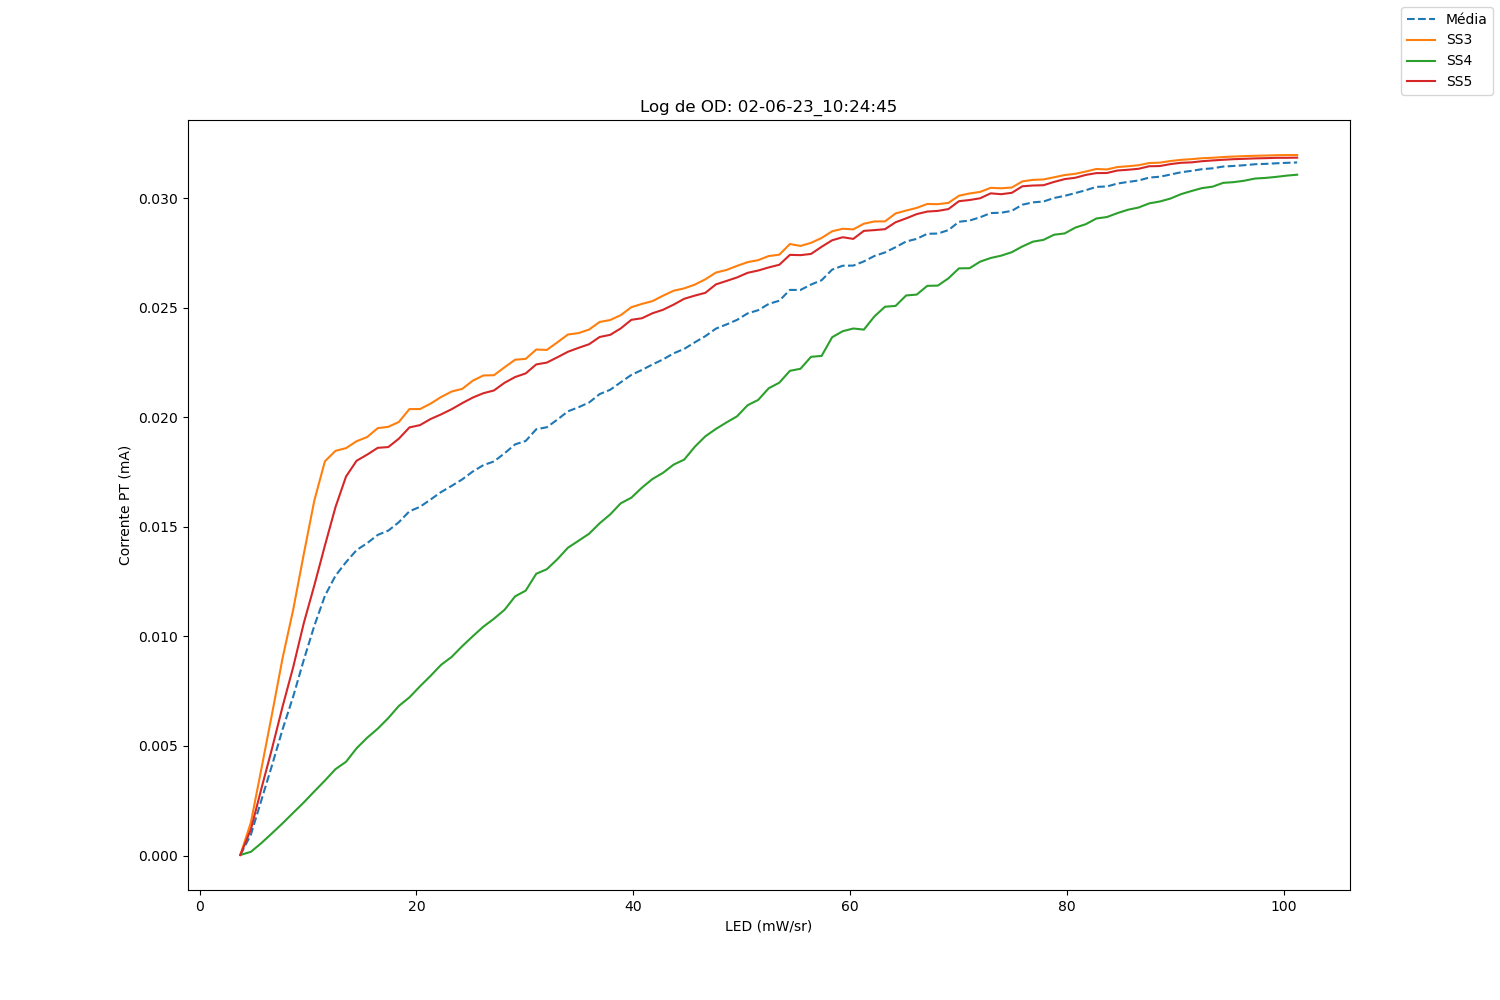 Média
SS3
SS4
SS5
Log de OD: 02-06-23_10:24:45
Corrente PT (mA)
0.030
0.025
0.020
0.015
0.010
0.005
0.000
0 20 40 60 80 100
LED (mW/sr)